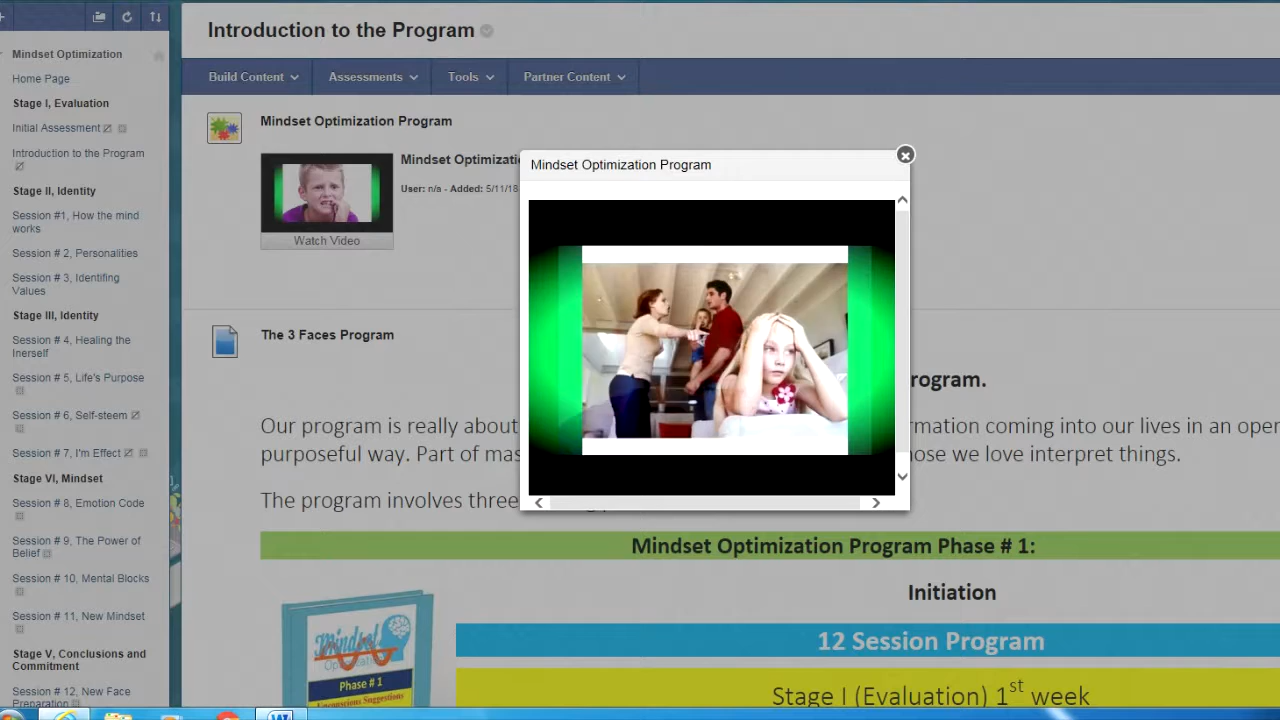 Mindset Optimization
Home Page
Stage I, Evaluation
Initial Assessment
Introduction to the Program
Stage II, Identity
Session #1, How the mind
works
Session # 2, Personalities
Session # 3, Identifing
Values
Stage III, Identity
Session # 4, Healing the
Inerself
Session # 5, Life's Purpose
Session # 6, Self-steem
Session # 7, I'm Effect
Stage VI, Mindset
Session # 8, Emotion Code
Session # 9, The Power of
Belief
Session # 10, Mental Blocks
Session # 11, New Mindset
Stage V, Conclusions and
Commitment
Session # 12, New Face
Preparation
Introduction to the Program
Build Content
Assessments
Tools
Partner Content
Mindset Optimization Program
Mindset
User: n/a - Added: 5/11/18
Watch Video
Mindset Optimization Program
The 3 Faces Program
Our program is really about coming into our lives in an
purposeful way. Part of we love interpret things.
The program involves three
Mindset Optimization Program Phase # 1:
Initiation
12 Session Program
Stage I (Evaluation) 1st week
Mindset
Phase # 1